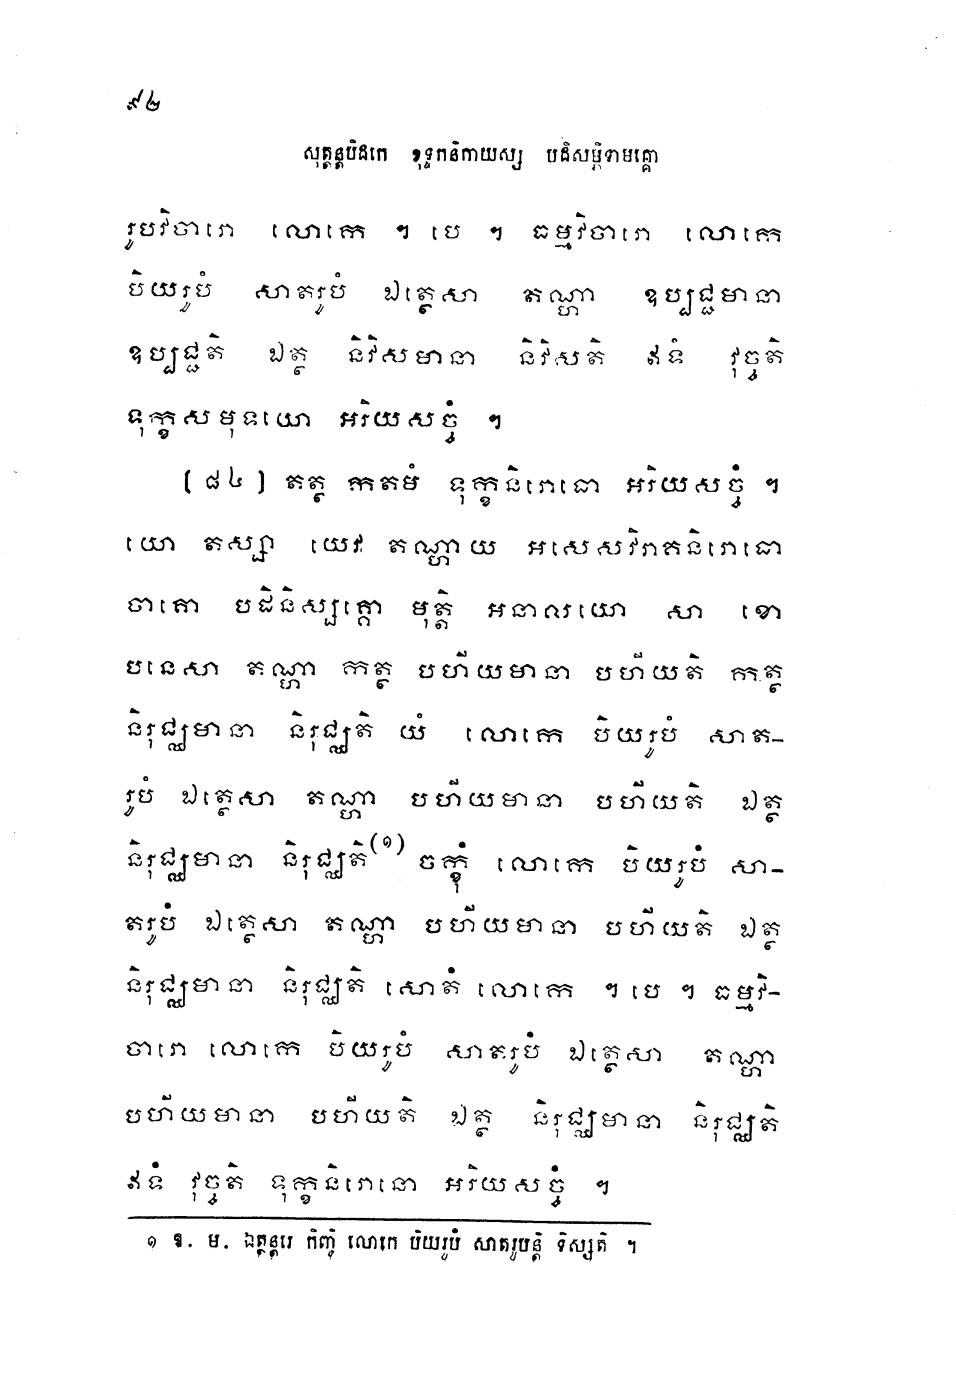 ៩២
សុត្តន្តបិដកេ ខុទ្ទកនិកាយស្ស បដិសម្ភិទាមគ្គោ
រូបវិចារោ លោកេ ។ បេ ។ ធម្មវិចារោ លោកេ
បិយរូបំ សាតរូបំ ឯត្ថេសា តណ្ហា ឧប្បជ្ជមានា
ឧប្បជ្ជតិ ឯត្ថ និវិសមានា និវិសតិ ឥទំ វុច្ចតិ
ទុក្ខសមុទយោ អរិយសច្ចំ ។
[៨៤] តត្ថ កតមំ ទុក្ខនិរោធោ អរិយសច្ចំ ។
យោ តស្សា យេវ តណ្ហាយ អសេសវិរាគនិរោធោ
ចាគោ បដិនិស្សគ្គោ មុត្តិ អនាលយោ សា ខោ
បនេសា តណ្ហា កត្ថ បហីយមានា បហីយតិ កត្ថ
និរុជ្ឈមានា និរុជ្ឈតិ យំ លោកេ បិយរូបំ សាត-
រូបំ ឯត្ថេសា តណ្ហា បហីយមានា បហីយតិ ឯត្ថ
និរុជ្ឈមានា និរុជ្ឈតិ(១) ចក្ខុំ លោកេ បិយរូបំ សា-
តរូបំ ឯត្ថេសា តណ្ហា បហីយមានា បហីយតិ ឯត្ថ
និរុជ្ឈមានា និរុជ្ឈតិ សោតំ លោកេ ។ បេ ។ ធម្មវិ-
ចារោ លោកេ បិយរូបំ សាតរូបំ ឯត្ថេសា តណ្ហា
បហីយមានា បហីយតិ ឯត្ថ និរុជ្ឈមានា និរុជ្ឈតិ
ឥទំ វុច្ចតិ ទុក្ខនិរោធោ អរិយសច្ចំ ។
១ ឱ. ម. ឯត្ថន្តរេ កិញ្ចិ លោកេ បិយរូបំ សាតរូបន្តិ ទិស្សតិ ។